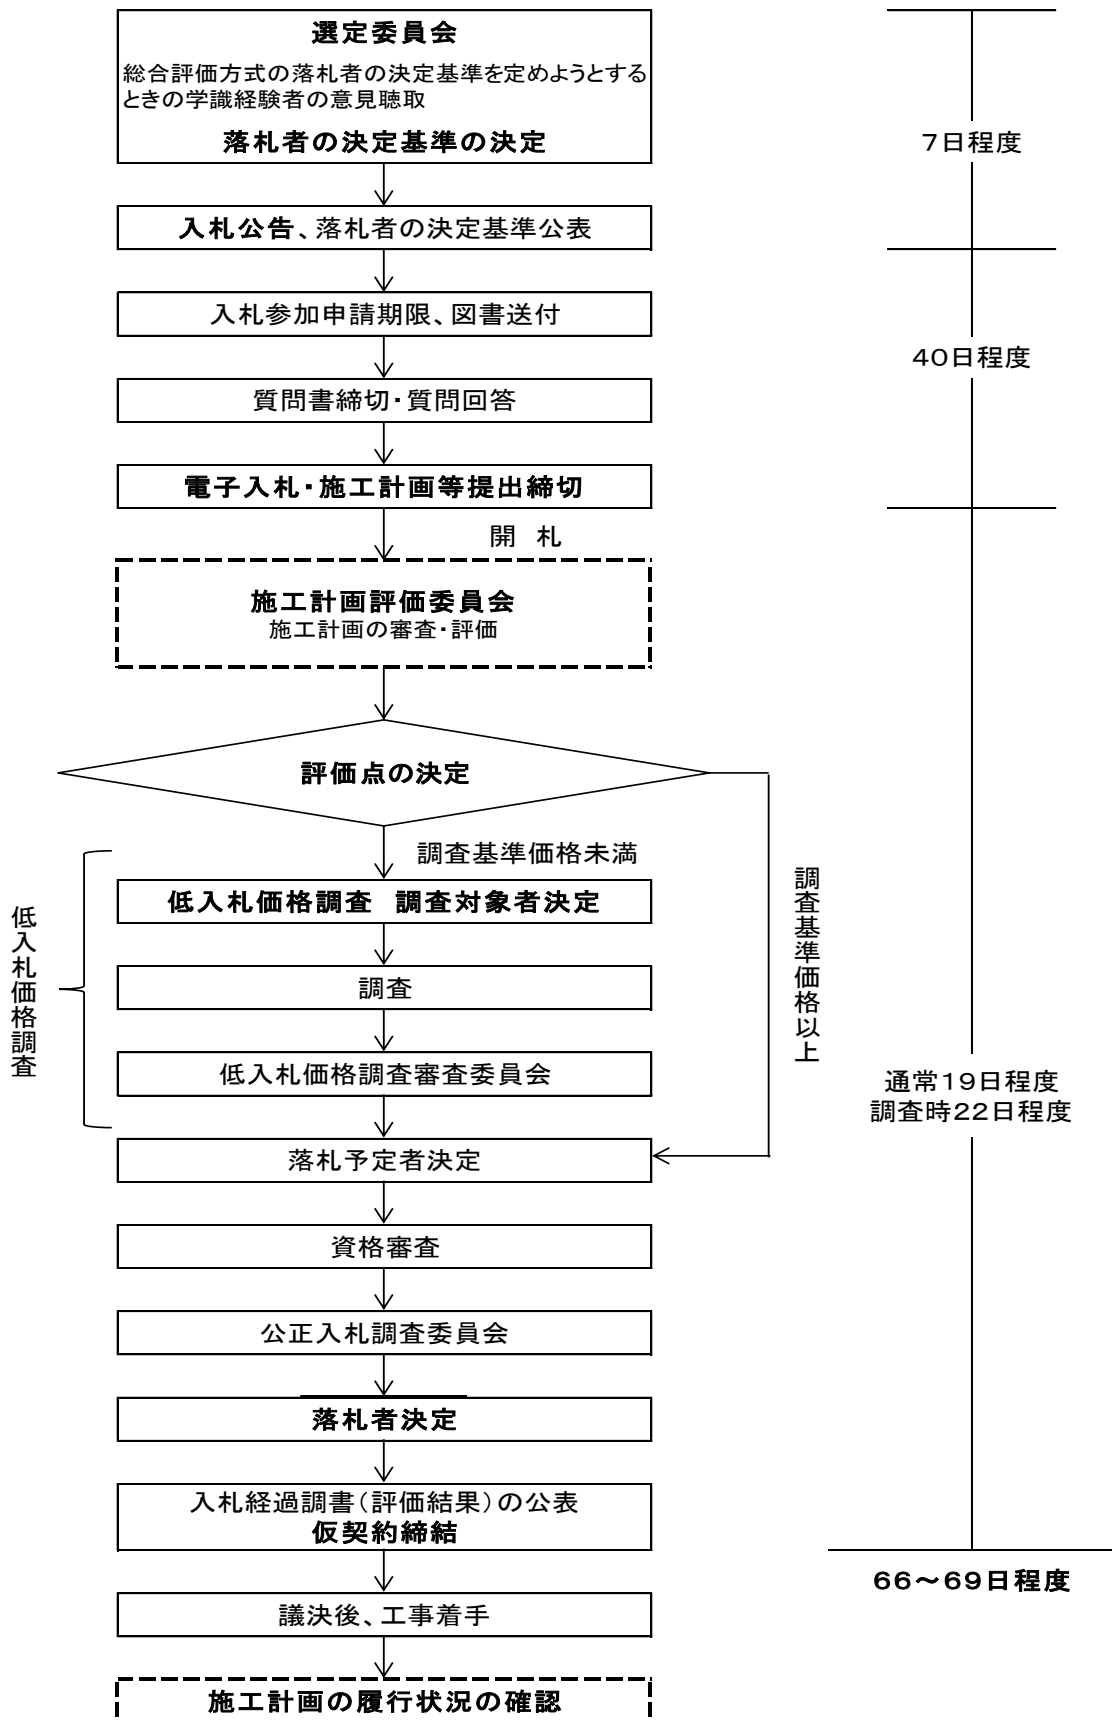 選定委員会
総合評価方式の落札者の決定基準を定めようとする
ときの学識経験者の意見聴取
落札者の決定基準の決定
7日程度
入札公告、落札者の決定基準公表
入札参加申請期限、図書送付
40日程度
質問書締切・質問回答
電子入札・施工計画等提出締切
開 札
施工計画評価委員会
施工計画の審査・評価
評価点の決定
調査基準価格未満
調査基準価格以上
低入札価格調査
低入札価格調査 調査対象者決定
調査
低入札価格調査審査委員会
通常19日程度
調査時22日程度
落札予定者決定
資格審査
公正入札調査委員会
落札者決定
入札経過調書(評価結果)の公表
仮契約締結
66~69日程度
議決後、工事着手
施工計画の履行状況の確認